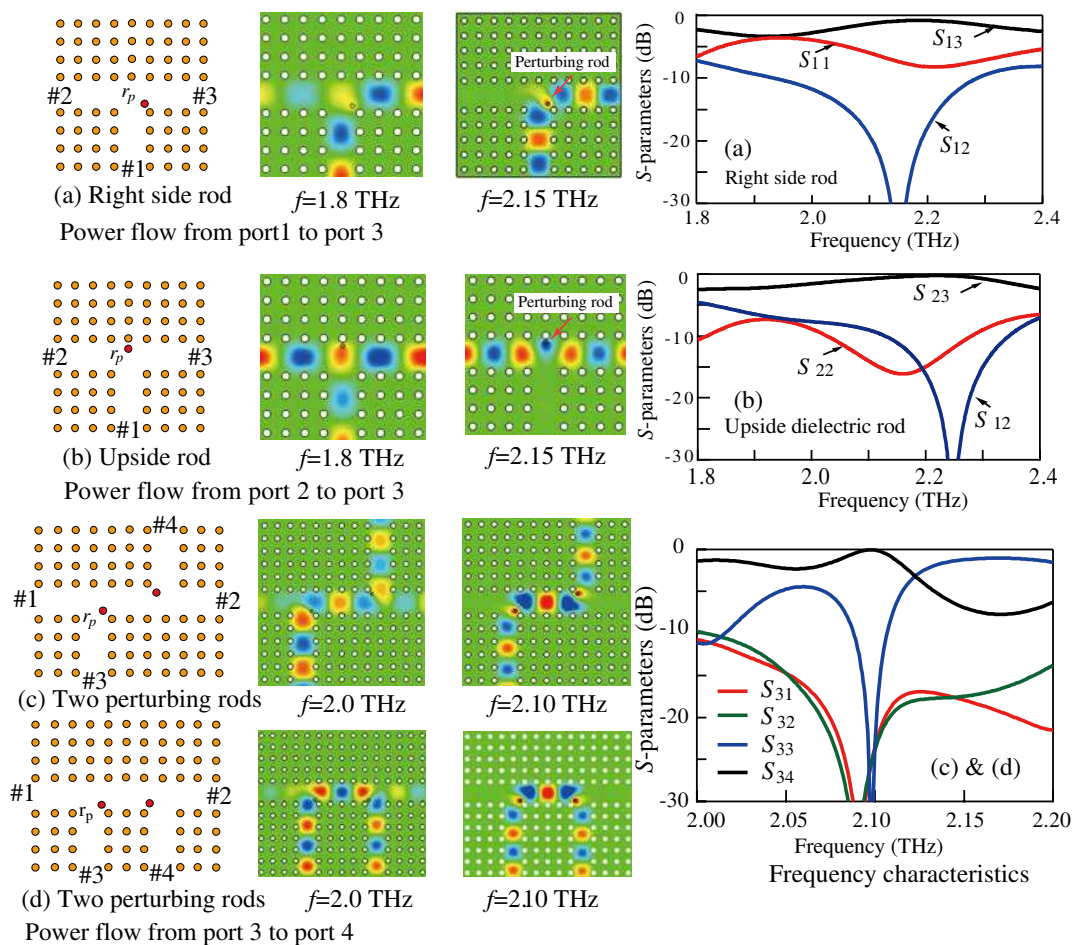 #2
r_p
#3
#1
(a) Right side rod
f=1.8 THz
Perturbing rod
f=2.15 THz
Power flow from port1 to port 3
S-parameters (dB)
0
-10
-20
-30
S13
S11
S12
(a)
Right side rod
1.8
2.0
2.2
2.4
Frequency (THz)
#2
r_p
#3
#1
(b) Upside rod
f=1.8 THz
Perturbing rod
f=2.15 THz
Power flow from port 2 to port 3
S-parameters (dB)
0
-10
-20
-30
S 23
S 22
S 12
(b)
Upside dielectric rod
1.8
2.0
2.2
2.4
Frequency (THz)
#4
#1
r_p
#2
#3
(c) Two perturbing rods
f=2.0 THz
f=2.10 THz
#1
r_p
#2
#3
#4
(d) Two perturbing rods
f=2.0 THz
f=2.10 THz
Power flow from port 3 to port 4
S-parameters (dB)
0
-10
-20
-30
S31
S32
S33
S34
(c) & (d)
2.00
2.05
2.10
2.15
2.20
Frequency (THz)
Frequency characteristics